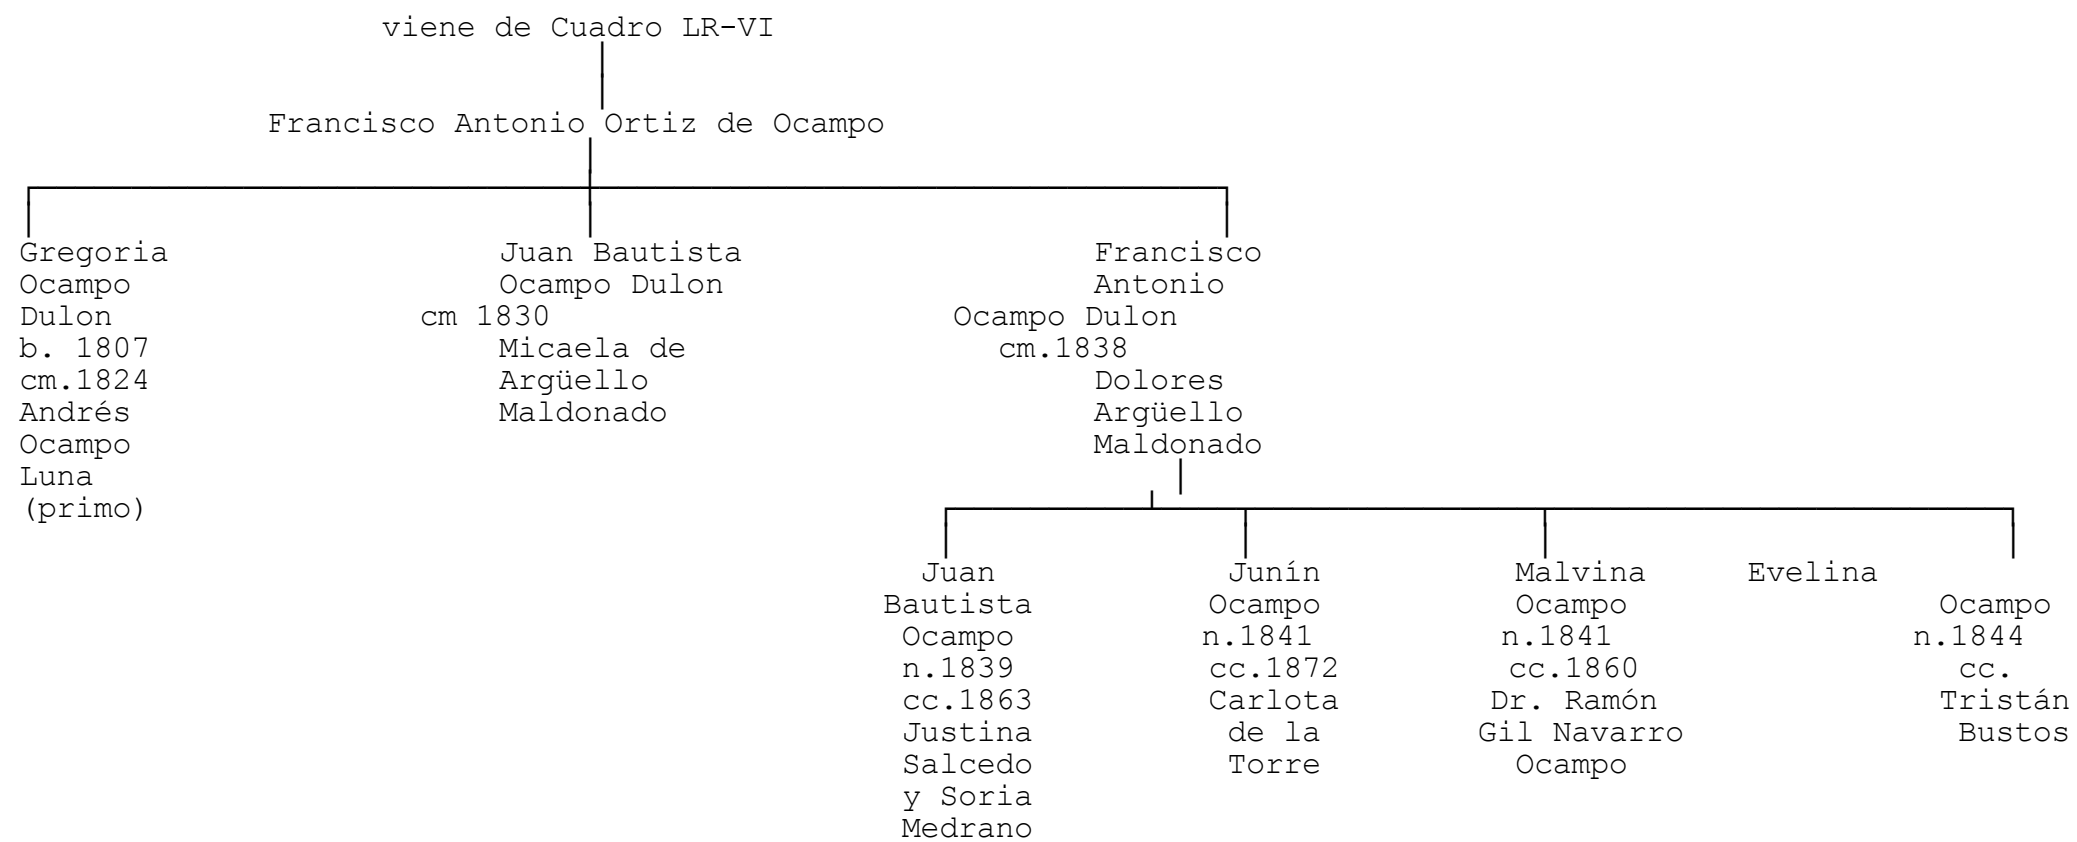 viene de Cuadro LR-VI
Francisco Antonio Ortiz de Ocampo
Gregoria
Ocampo
Dulon
b. 1807
cm.1824
Andrés
Ocampo
Luna
(primo)
Juan Bautista
Ocampo Dulon
cm 1830
Micaela de
Argüello
Maldonado
Francisco
Antonio
Ocampo Dulon
cm.1838
Dolores
Argüello
Maldonado
Juan
Bautista
Ocampo
n.1839
cc.1863
Justina
Salcedo
y Soria
Medrano
Junín
Ocampo
n.1841
cc.1872
Carlota
de la
Torre
Malvina
Ocampo
n.1841
cc.1860
Dr. Ramón
Gil Navarro
Ocampo
Evelina
Ocampo
n.1844
cc.
Tristán
Bustos